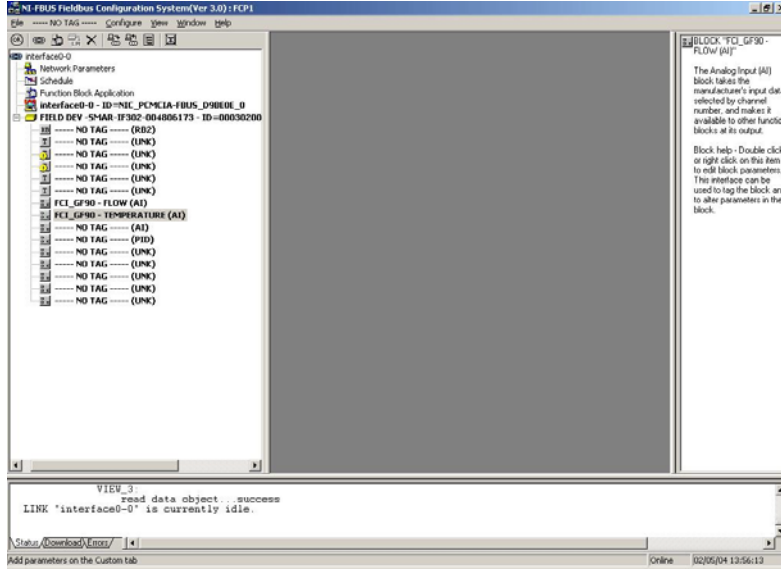 NI-FBUS Fieldbus Configuration System(Ver 3.0) : FCP1
File ----- NO TAG ----- Configure View Window Help
interface0-0
Network Parameters
Schedule
Function Block Application
interface0-0 - ID=NIC_PCMCIA-FBUS_D9BE0E_0
FIELD DEV -SMAR-IF302-004806173 - ID=00030200
----- NO TAG ----- (RB2)
----- NO TAG ----- (UNK)
----- NO TAG ----- (UNK)
----- NO TAG ----- (UNK)
----- NO TAG ----- (UNK)
----- NO TAG ----- (UNK)
FCI_GF90 - FLOW (AI)
FCI_GF90 - TEMPERATURE (AI)
----- NO TAG ----- (AI)
----- NO TAG ----- (PID)
----- NO TAG ----- (UNK)
----- NO TAG ----- (UNK)
----- NO TAG ----- (UNK)
----- NO TAG ----- (UNK)
----- NO TAG ----- (UNK)
BLOCK "FCI_GF90 -
FLOW (AI)"
The Analog Input (AI)
block takes the
manufacturer's input dat
selected by channel
number, and makes it
available to other functio
blocks at its output.
Block help - Double click
or right click on this item
to edit block parameters
This interface can be
used to tag the block an
to alter parameters in the
block.
VIEW_3:
read data object...success
LINK "interface0-0" is currently idle.
Status Download Errors
Add parameters on the Custom tab
Online 02/05/04 13:56:13